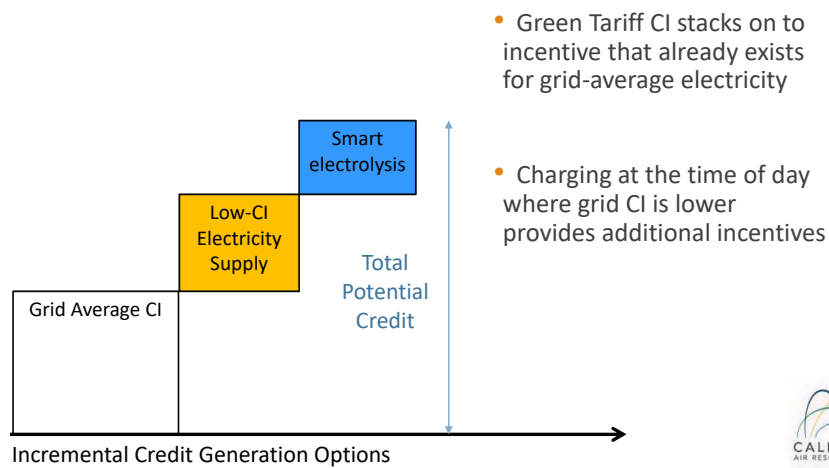 • Green Tariff CI stacks on to
incentive that already exists
for grid-average electricity
• Charging at the time of day
where grid CI is lower
provides additional incentives
Smart
electrolysis
Low-CI
Electricity
Supply
Total
Potential
Credit
Grid Average CI
Incremental Credit Generation Options